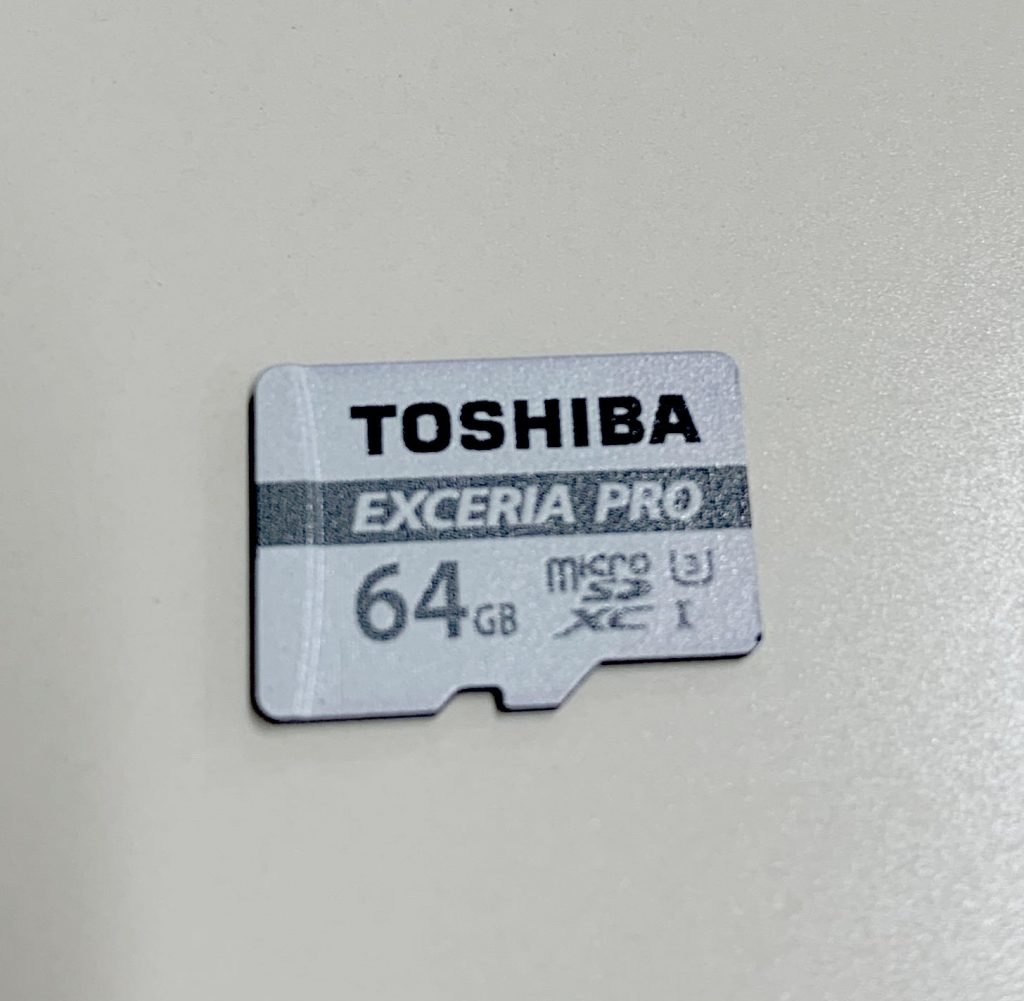 TOSHIBA
EXCERIA PRO
64GB
micro
SD
XC
3
I